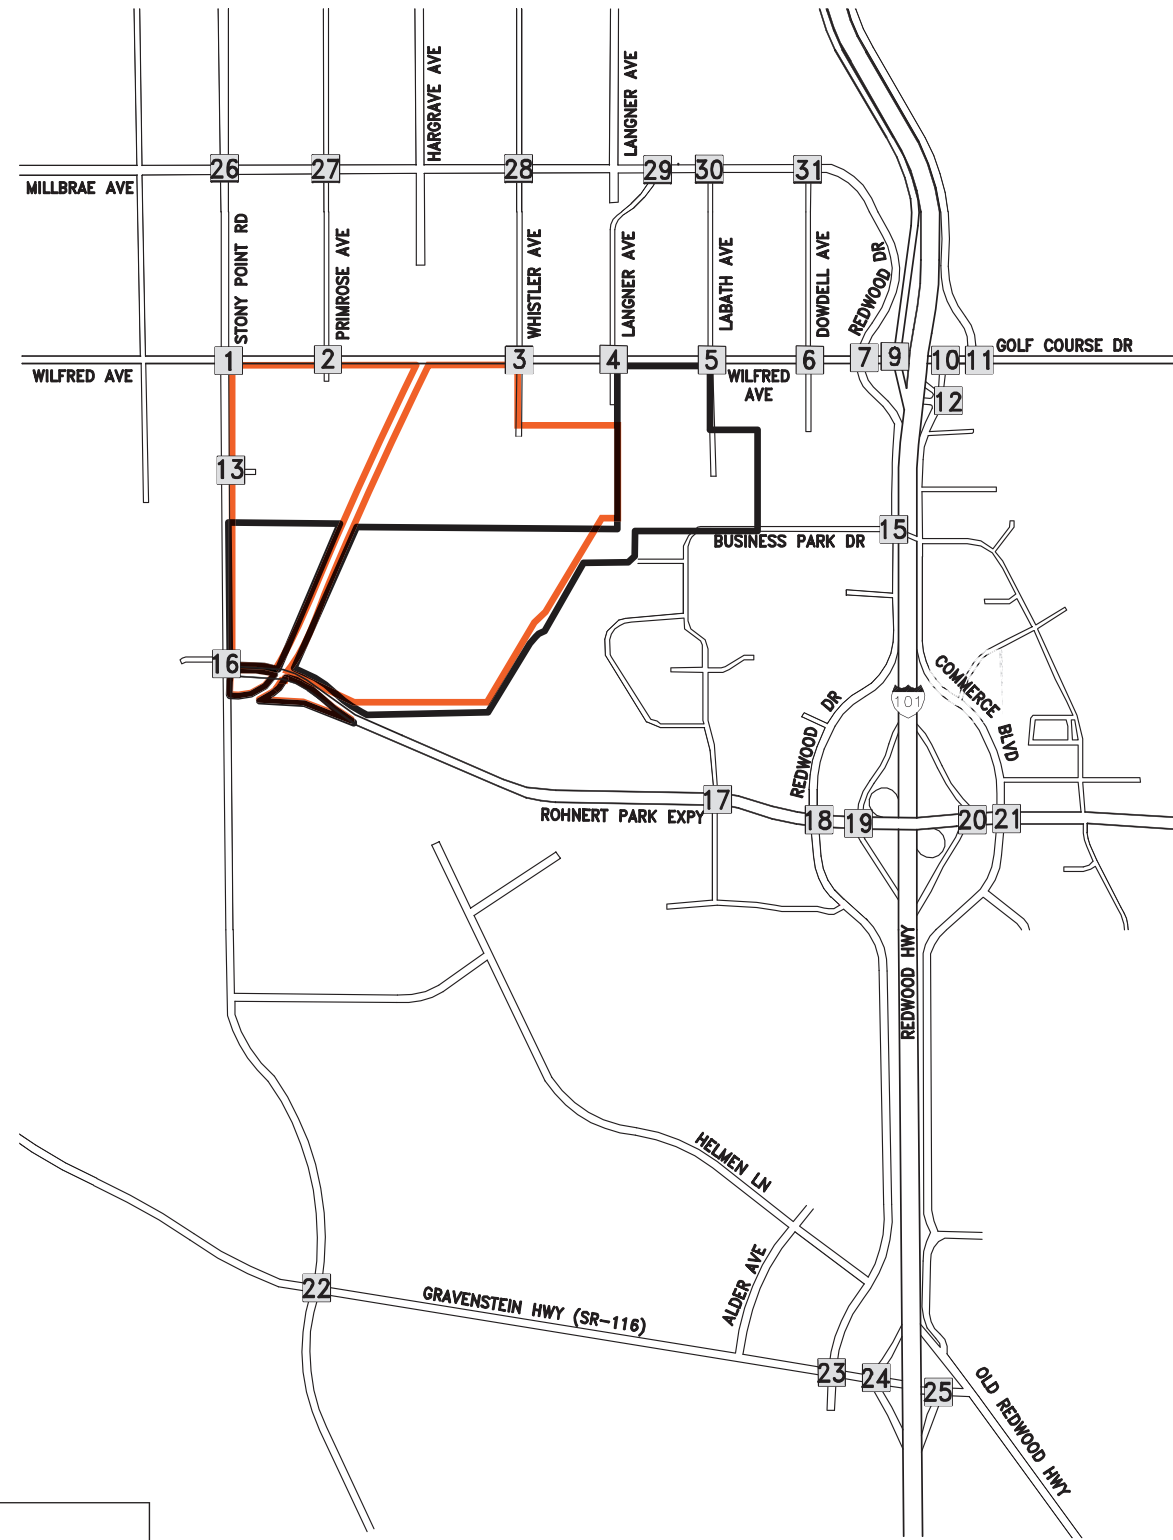 HARGRAVE AVE
LANGNER AVE
26
27
28
29
30
31
MILLBRAE AVE
STONY POINT RD
PRIMROSE AVE
WHISTLER AVE
LANGNER AVE
LABATH AVE
DOWDELL AVE
REDWOOD DR
1
2
3
4
5
6
7
9
10
11
GOLF COURSE DR
WILFRED AVE
WILFRED
AVE
12
13
15
BUSINESS PARK DR
16
COMMERCE BLVD
101
REDWOOD DR
17
ROHNERT PARK EXPY
18
19
20
21
REDWOOD HWY
HELMEN LN
ALDER AVE
22
GRAVENSTEIN HWY (SR-116)
23
24
25
OLD REDWOOD HWY